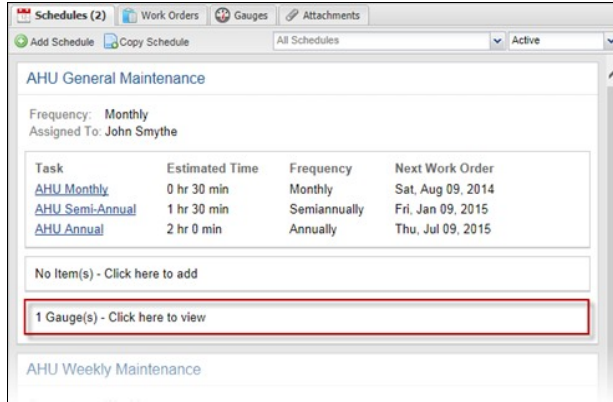 Schedules (2) Work Orders Gauges Attachments
Add Schedule Copy Schedule All Schedules Active
AHU General Maintenance
Frequency: Monthly
Assigned To: John Smythe
Task Estimated Time Frequency Next Work Order
AHU Monthly 0 hr 30 min Monthly Sat, Aug 09, 2014
AHU Semi-Annual 1 hr 30 min Semiannually Fri, Jan 09, 2015
AHU Annual 2 hr 0 min Annually Thu, Jul 09, 2015
No Item(s) - Click here to add
1 Gauge(s) - Click here to view
AHU Weekly Maintenance